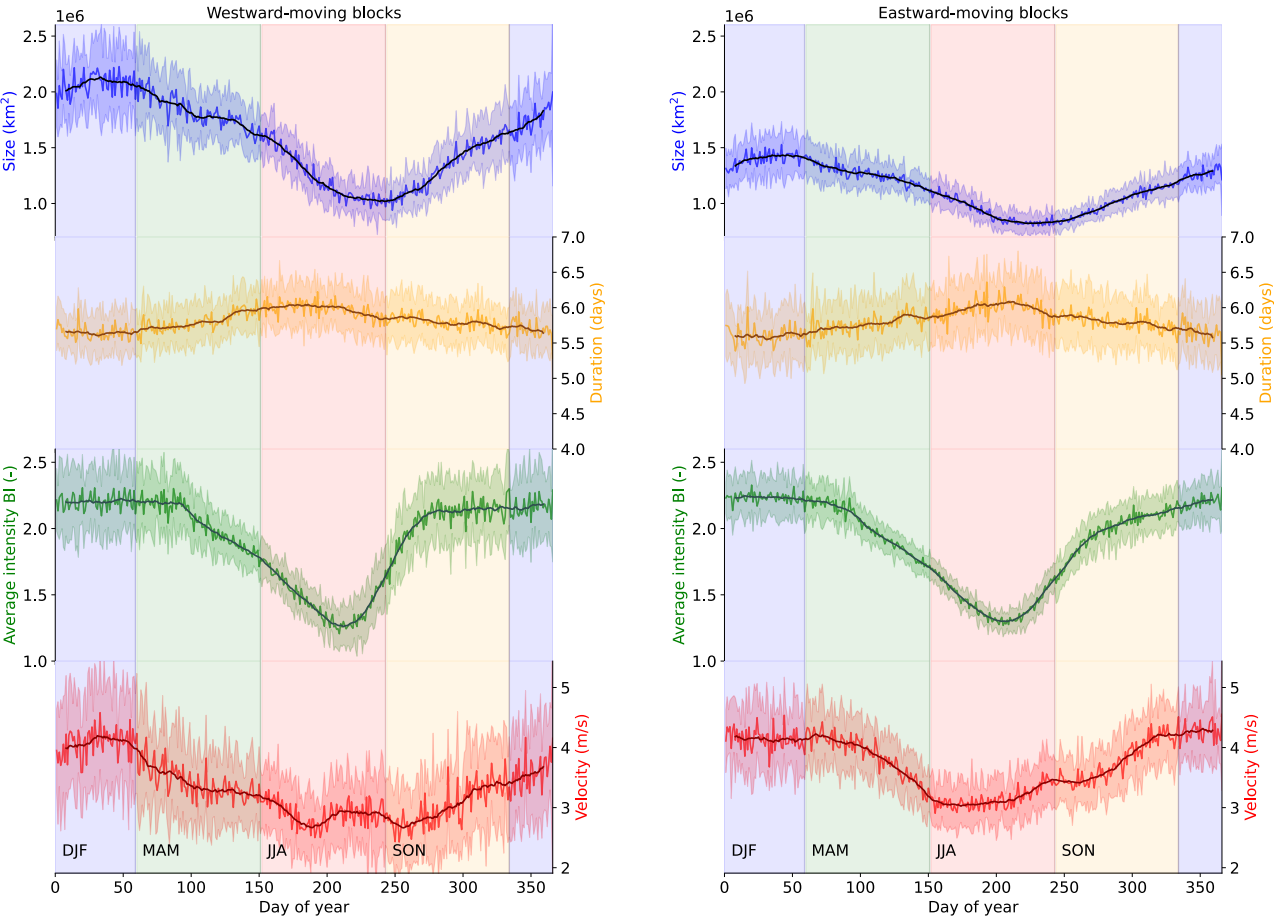 Westward-moving blocks
1e6
2.5
2.0
1.5
1.0
Size (km²)
7.0
6.5
6.0
5.5
5.0
4.5
4.0
Duration (days)
2.5
2.0
1.5
1.0
Average intensity BI (-)
5
4
3
2
Velocity (m/s)
DJF MAM JJA SON
0 50 100 150 200 250 300 350
Day of year
Eastward-moving blocks
1e6
2.5
2.0
1.5
1.0
Size (km²)
7.0
6.5
6.0
5.5
5.0
4.5
4.0
Duration (days)
2.5
2.0
1.5
1.0
Average intensity BI (-)
5
4
3
2
Velocity (m/s)
DJF MAM JJA SON
0 50 100 150 200 250 300 350
Day of year